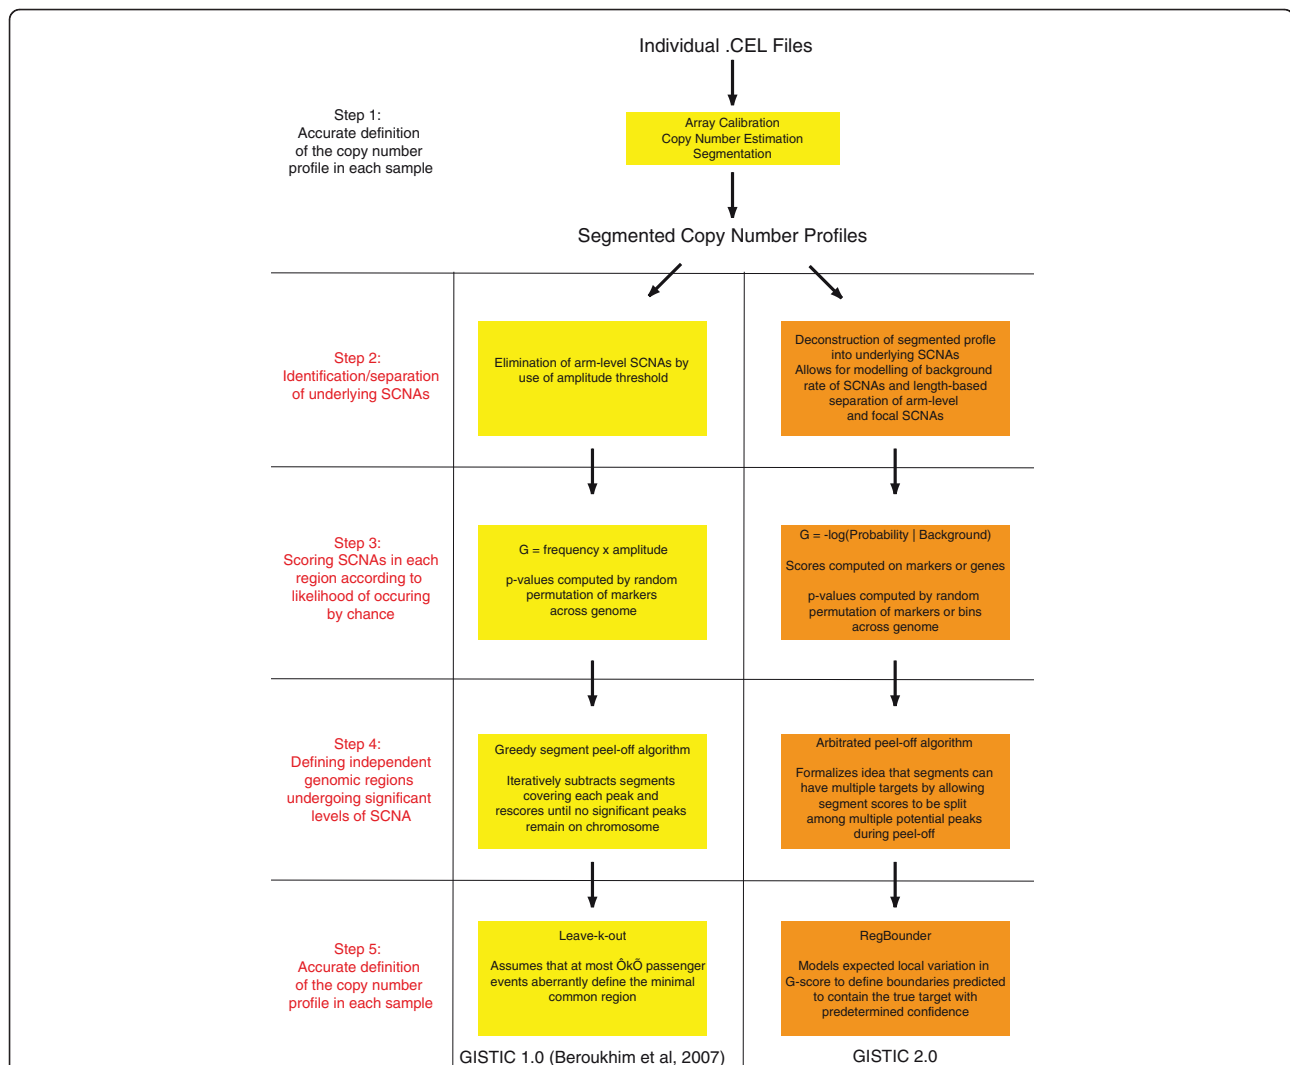 Individual .CEL Files
Step 1:
Accurate definition
of the copy number
profile in each sample
Array Calibration
Copy Number Estimation
Segmentation
Segmented Copy Number Profiles
Step 2:
Identification/separation
of underlying SCNAs
Elimination of arm-level SCNAs by
use of amplitude threshold
Deconstruction of segmented profle
into underlying SCNAs
Allows for modelling of background
rate of SCNAs and length-based
separation of arm-level
and focal SCNAs
Step 3:
Scoring SCNAs in each
region according to
likelihood of occuring
by chance
G = frequency x amplitude
p-values computed by random
permutation of markers
across genome
G = -log(Probability | Background)
Scores computed on markers or genes
p-values computed by random
permutation of markers or bins
across genome
Step 4:
Defining independent
genomic regions
undergoing significant
levels of SCNA
Greedy segment peel-off algorithm
Iteratively subtracts segments
covering each peak and
rescores until no significant peaks
remain on chromosome
Arbitrated peel-off algorithm
Formalizes idea that segments can
have multiple targets by allowing
segment scores to be split
among multiple potential peaks
during peel-off
Step 5:
Accurate definition
of the copy number
profile in each sample
Leave-k-out
Assumes that at most ÔkÕ passenger
events aberrantly define the minimal
common region
RegBounder
Models expected local variation in
G-score to define boundaries predicted
to contain the true target with
predetermined confidence
GISTIC 1.0 (Beroukhim et al, 2007)
GISTIC 2.0